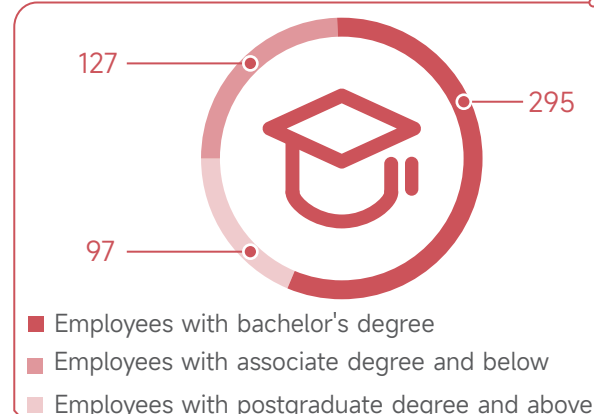 127
295
97
Employees with bachelor's degree
Employees with associate degree and below
Employees with postgraduate degree and above